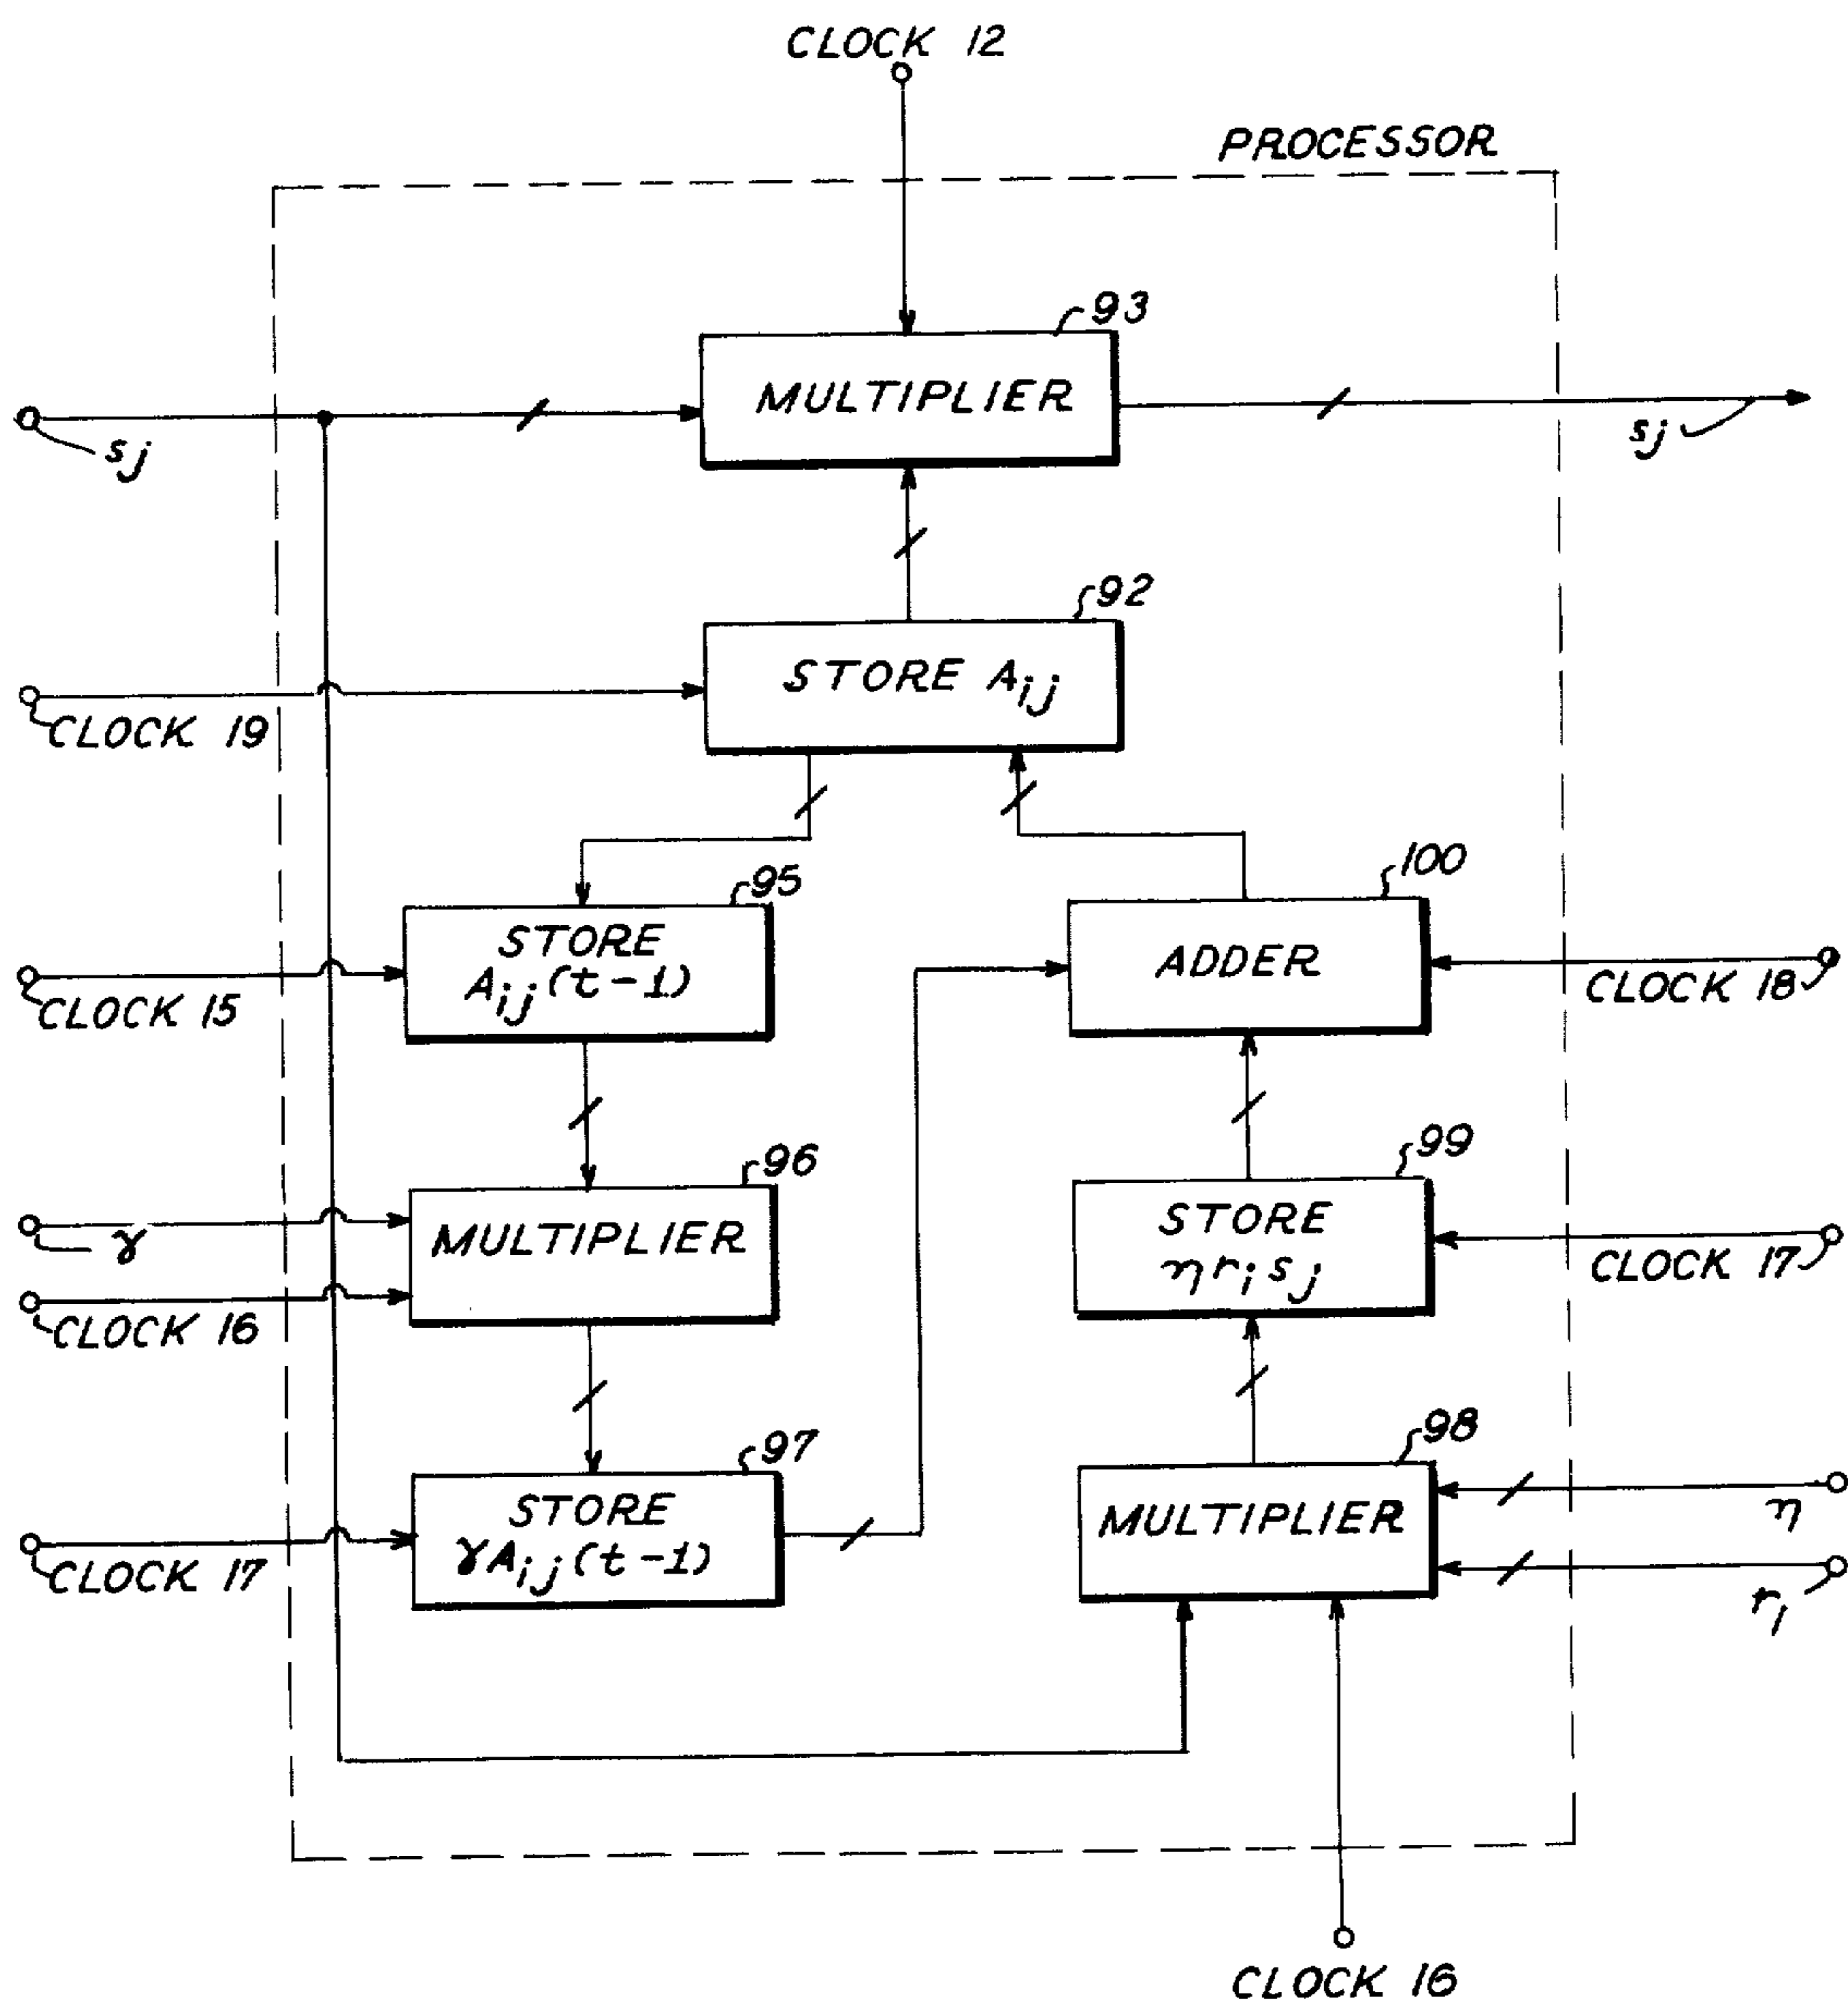 CLOCK 12
PROCESSOR
93
MULTIPLIER
sj
sj
92
STORE Aij
CLOCK 19
95
100
STORE
Aij(t-1)
ADDER
CLOCK 15
CLOCK 18
96
99
MULTIPLIER
STORE
ηrisj
γ
CLOCK 17
CLOCK 16
97
98
STORE
γAij(t-1)
MULTIPLIER
η
CLOCK 17
ri
CLOCK 16